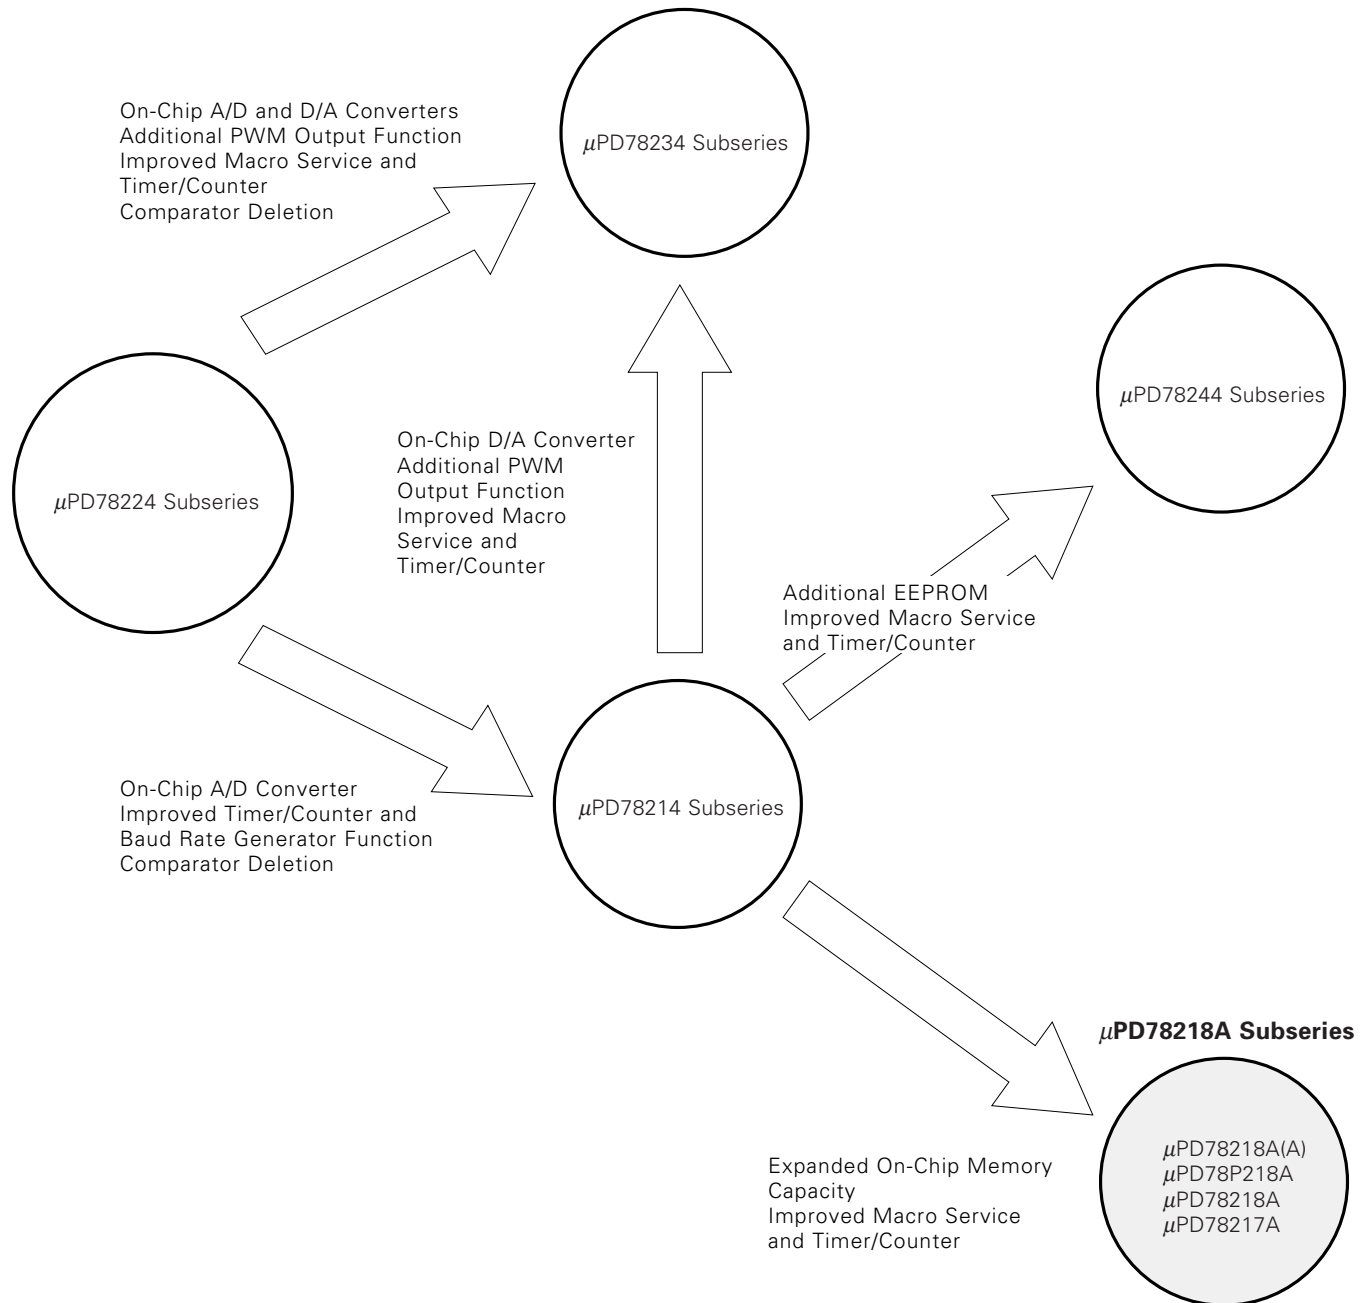 On-Chip A/D and D/A Converters
Additional PWM Output Function
Improved Macro Service and
Timer/Counter
Comparator Deletion
μPD78234 Subseries
μPD78244 Subseries
On-Chip D/A Converter
Additional PWM
Output Function
Improved Macro
Service and
Timer/Counter
μPD78224 Subseries
Additional EEPROM
Improved Macro Service
and Timer/Counter
On-Chip A/D Converter
Improved Timer/Counter and
Baud Rate Generator Function
Comparator Deletion
μPD78214 Subseries
μPD78218A Subseries
Expanded On-Chip Memory
Capacity
Improved Macro Service
and Timer/Counter
μPD78218A(A)
μPD78P218A
μPD78218A
μPD78217A